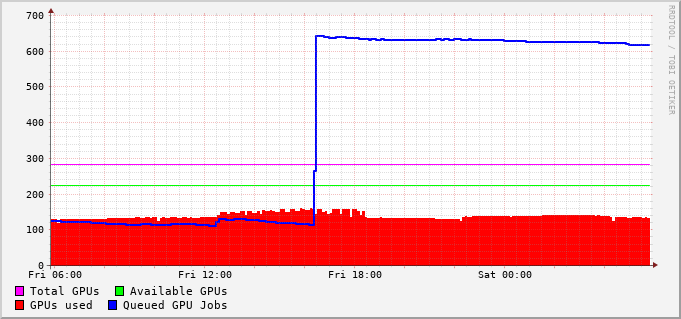 700
600
500
400
300
200
100
0
Fri 06:00 Fri 12:00 Fri 18:00 Sat 00:00
Total GPUs Available GPUs
GPUs used Queued GPU Jobs
RRDTOOL / TOBI OETIKER